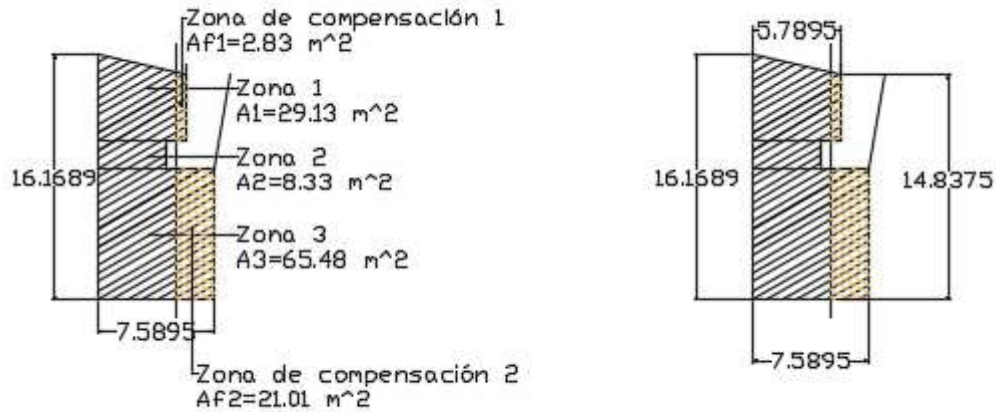 Zona de compensación 1
Af1=2.83 m^2
Zona 1
A1=29.13 m^2
Zona 2
A2=8.33 m^2
16.1689
Zona 3
A3=65.48 m^2
7.5895
Zona de compensación 2
Af2=21.01 m^2
5.7895
16.1689
14.8375
7.5895